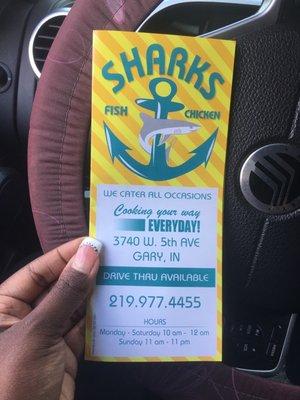 SHARKS
FISH CHICKEN
WE CATER ALL OCCASIONS
Cooking your way
EVERYDAY!
3740 W. 5th AVE
GARY, IN
DRIVE THRU AVAILABLE
219.977.4455
HOURS
Monday - Saturday 10 am - 12 am
Sunday 11 am - 11 pm